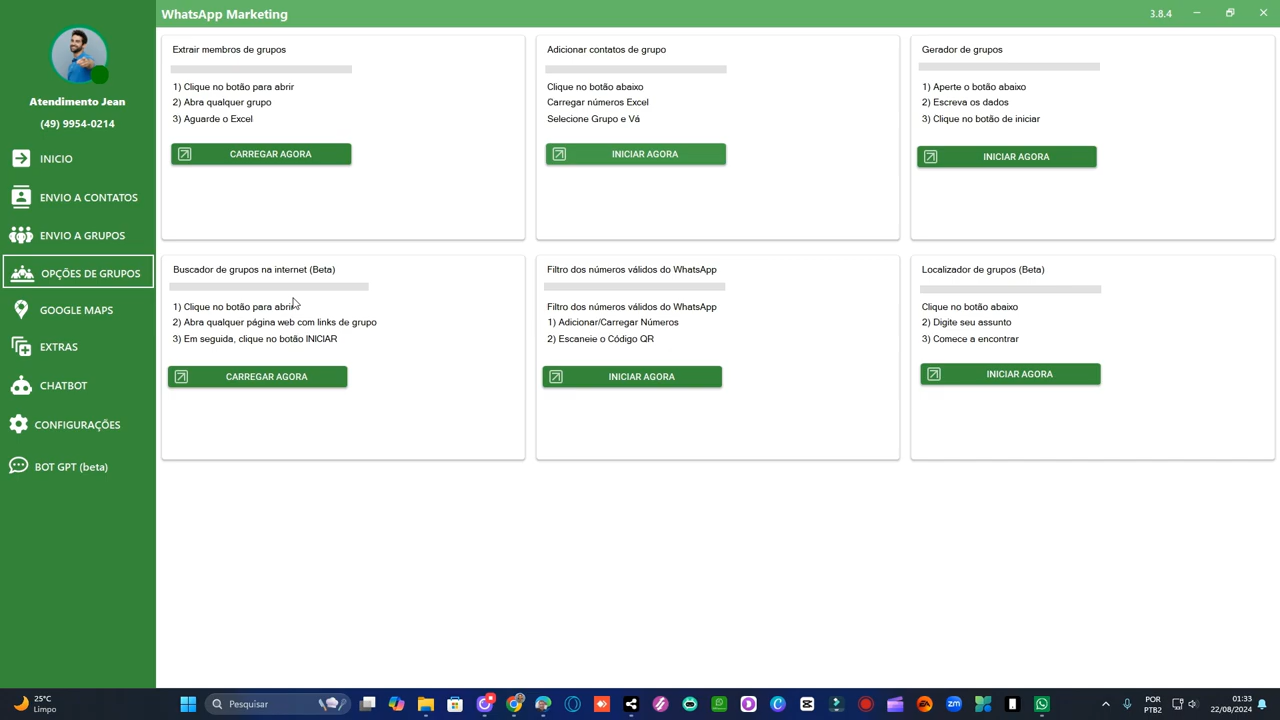 WhatsApp Marketing
3.8.4
Atendimento Jean
(49) 9954-0214
INICIO
ENVIO A CONTATOS
ENVIO A GRUPOS
OPÇÕES DE GRUPOS
GOOGLE MAPS
EXTRAS
CHATBOT
CONFIGURAÇÕES
BOT GPT (beta)
Extrair membros de grupos
1) Clique no botão para abrir
2) Abra qualquer grupo
3) Aguarde o Excel
CARREGAR AGORA
Adicionar contatos de grupo
Clique no botão abaixo
Carregar números Excel
Selecione Grupo e Vá
INICIAR AGORA
Gerador de grupos
1) Aperte o botão abaixo
2) Escreva os dados
3) Clique no botão de iniciar
INICIAR AGORA
Buscador de grupos na internet (Beta)
1) Clique no botão para abrir
2) Abra qualquer página web com links de grupo
3) Em seguida, clique no botão INICIAR
CARREGAR AGORA
Filtro dos números válidos do WhatsApp
Filtro dos números válidos do WhatsApp
1) Adicionar/Carregar Números
2) Escaneie o Código QR
INICIAR AGORA
Localizador de grupos (Beta)
Clique no botão abaixo
2) Digite seu assunto
3) Comece a encontrar
INICIAR AGORA
25°C
Limpo
Pesquisar
zm
POR
PTB2
01:33
22/08/2024